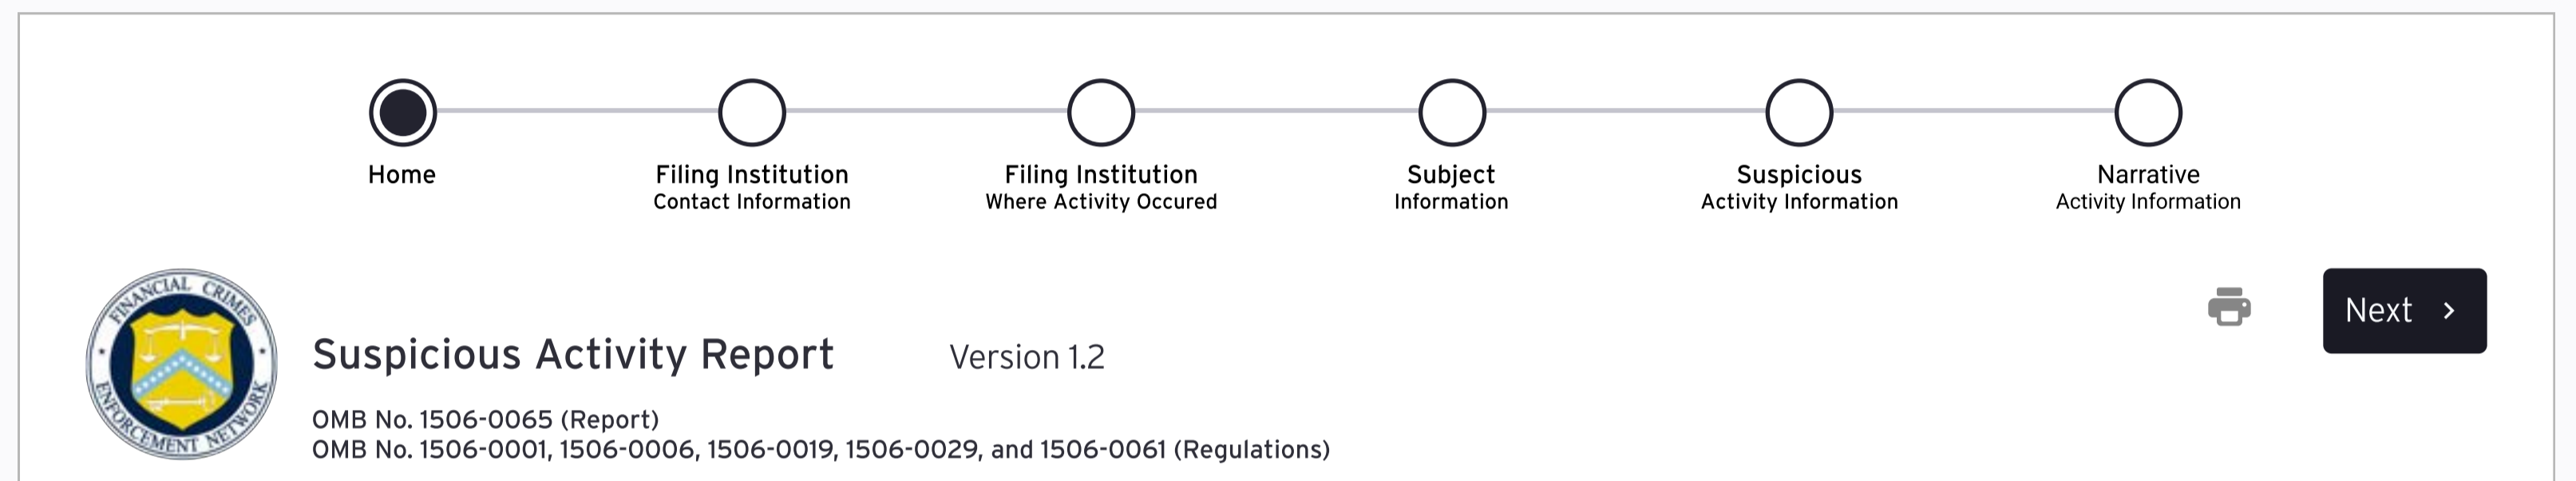 Home
Filing Institution
Contact Information
Filing Institution
Where Activity Occured
Subject
Information
Suspicious
Activity Information
Narrative
Activity Information
FINANCIAL CRIMES
ENFORCEMENT NETWORK
Next
Suspicious Activity Report
Version 1.2
OMB No. 1506-0065 (Report)
OMB No. 1506-0001, 1506-0006, 1506-0019, 1506-0029, and 1506-0061 (Regulations)